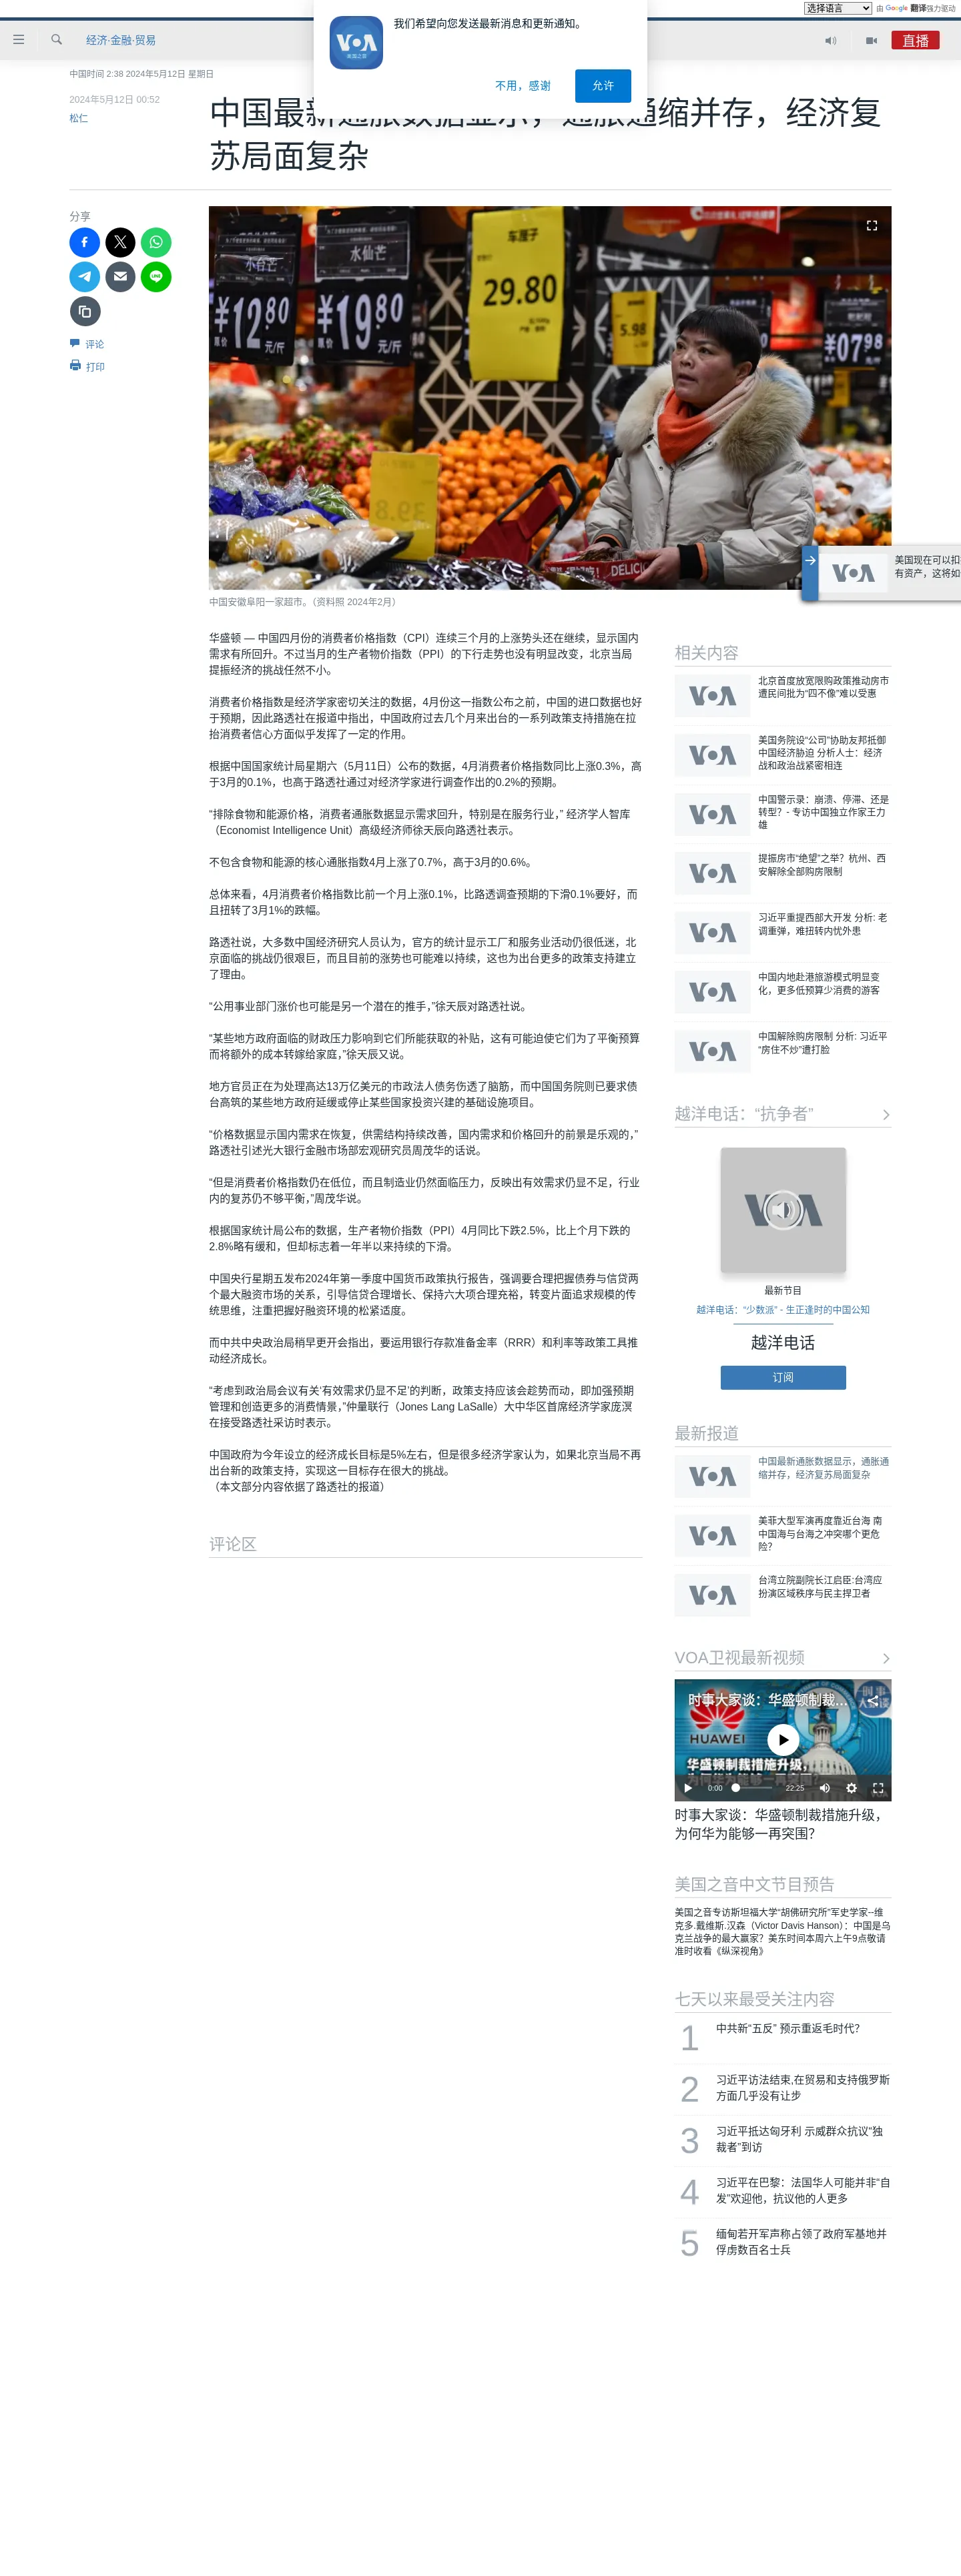 选择语言 由 Google 翻译强力驱动
我们希望向您发送最新消息和更新通知。
不用，感谢
允许
经济·金融·贸易
直播
中国时间 2:38 2024年5月12日 星期日
2024年5月12日 00:52
松仁
中国最新通胀数据显示，通胀通缩并存，经济复
苏局面复杂
分享
评论
打印
小台芒
水仙芒
车厘子
12.80
元/斤
19.80
元/斤
29.80
5.98
07.98
39.8
DELICIO
中国安徽阜阳一家超市。（资料照 2024年2月）
美国现在可以扣
有资产，这将如
华盛顿 — 中国四月份的消费者价格指数（CPI）连续三个月的上涨势头还在继续，显示国内
需求有所回升。不过当月的生产者物价指数（PPI）的下行走势也没有明显改变，北京当局
提振经济的挑战任然不小。
消费者价格指数是经济学家密切关注的数据，4月份这一指数公布之前，中国的进口数据也好
于预期，因此路透社在报道中指出，中国政府过去几个月来出台的一系列政策支持措施在拉
抬消费者信心方面似乎发挥了一定的作用。
根据中国国家统计局星期六（5月11日）公布的数据，4月消费者价格指数同比上涨0.3%，高
于3月的0.1%，也高于路透社通过对经济学家进行调查作出的0.2%的预期。
“排除食物和能源价格，消费者通胀数据显示需求回升，特别是在服务行业，” 经济学人智库
（Economist Intelligence Unit）高级经济师徐天辰向路透社表示。
不包含食物和能源的核心通胀指数4月上涨了0.7%，高于3月的0.6%。
总体来看，4月消费者价格指数比前一个月上涨0.1%，比路透调查预期的下滑0.1%要好，而
且扭转了3月1%的跌幅。
路透社说，大多数中国经济研究人员认为，官方的统计显示工厂和服务业活动仍很低迷，北
京面临的挑战仍很艰巨，而且目前的涨势也可能难以持续，这也为出台更多的政策支持建立
了理由。
“公用事业部门涨价也可能是另一个潜在的推手，”徐天辰对路透社说。
“某些地方政府面临的财政压力影响到它们所能获取的补贴，这有可能迫使它们为了平衡预算
而将额外的成本转嫁给家庭，”徐天辰又说。
地方官员正在为处理高达13万亿美元的市政法人债务伤透了脑筋，而中国国务院则已要求债
台高筑的某些地方政府延缓或停止某些国家投资兴建的基础设施项目。
“价格数据显示国内需求在恢复，供需结构持续改善，国内需求和价格回升的前景是乐观的，”
路透社引述光大银行金融市场部宏观研究员周茂华的话说。
“但是消费者价格指数仍在低位，而且制造业仍然面临压力，反映出有效需求仍显不足，行业
内的复苏仍不够平衡，”周茂华说。
根据国家统计局公布的数据，生产者物价指数（PPI）4月同比下跌2.5%，比上个月下跌的
2.8%略有缓和，但却标志着一年半以来持续的下滑。
中国央行星期五发布2024年第一季度中国货币政策执行报告，强调要合理把握债券与信贷两
个最大融资市场的关系，引导信贷合理增长、保持六大项合理充裕，转变片面追求规模的传
统思维，注重把握好融资环境的松紧适度。
而中共中央政治局稍早更开会指出，要运用银行存款准备金率（RRR）和利率等政策工具推
动经济成长。
“考虑到政治局会议有关‘有效需求仍显不足’的判断，政策支持应该会趁势而动，即加强预期
管理和创造更多的消费情景，”仲量联行（Jones Lang LaSalle）大中华区首席经济学家庞溟
在接受路透社采访时表示。
中国政府为今年设立的经济成长目标是5%左右，但是很多经济学家认为，如果北京当局不再
出台新的政策支持，实现这一目标存在很大的挑战。
（本文部分内容依据了路透社的报道）
评论区
相关内容
北京首度放宽限购政策推动房市
遭民间批为“四不像”难以受惠
美国务院设“公司”协助友邦抵御
中国经济胁迫 分析人士：经济
战和政治战紧密相连
中国警示录：崩溃、停滞、还是
转型？- 专访中国独立作家王力
雄
提振房市“绝望”之举？杭州、西
安解除全部购房限制
习近平重提西部大开发 分析: 老
调重弹，难扭转内忧外患
中国内地赴港旅游模式明显变
化，更多低预算少消费的游客
中国解除购房限制 分析: 习近平
“房住不炒”遭打脸
越洋电话：“抗争者”
最新节目
越洋电话：“少数派” - 生正逢时的中国公知
越洋电话
订阅
最新报道
中国最新通胀数据显示，通胀通
缩并存，经济复苏局面复杂
美菲大型军演再度靠近台海 南
中国海与台海之冲突哪个更危
险？
台湾立院副院长江启臣:台湾应
扮演区域秩序与民主捍卫者
VOA卫视最新视频
时事大家谈：华盛顿制裁...
HUAWEI
华盛顿制裁措施升级，
0:00
22:25
时事大家谈：华盛顿制裁措施升级，
为何华为能够一再突围？
美国之音中文节目预告
美国之音专访斯坦福大学“胡佛研究所”军史学家--维
克多.戴维斯.汉森（Victor Davis Hanson）：中国是乌
克兰战争的最大赢家？美东时间本周六上午9点敬请
准时收看《纵深视角》
七天以来最受关注内容
1 中共新“五反” 预示重返毛时代？
2 习近平访法结束,在贸易和支持俄罗斯
方面几乎没有让步
3 习近平抵达匈牙利 示威群众抗议“独
裁者”到访
4 习近平在巴黎：法国华人可能并非“自
发”欢迎他，抗议他的人更多
5 缅甸若开军声称占领了政府军基地并
俘虏数百名士兵